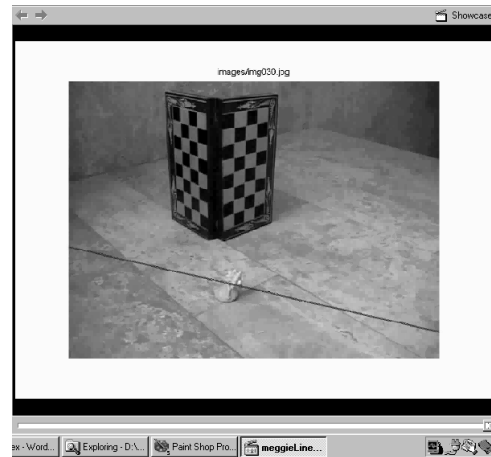 Showcase
images/img030.jpg
ex - Word...
Exploring - D:\...
Paint Shop Pro...
meggieLine...